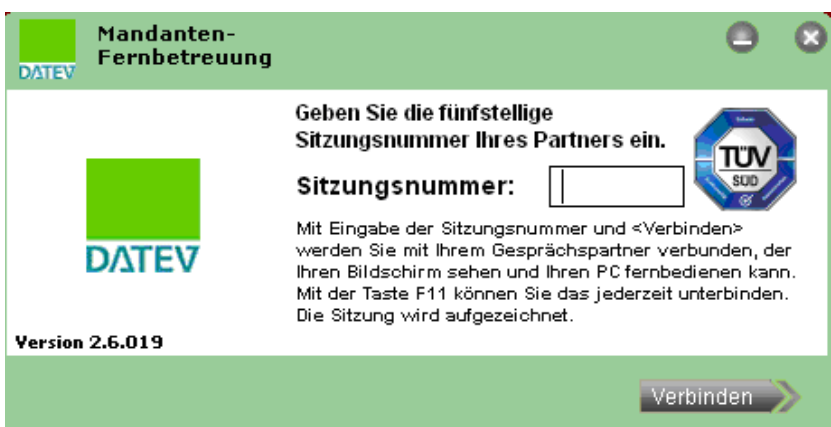 Mandanten-
Fernbetreuung
DATEV
Geben Sie die fünfstellige
Sitzungsnummer Ihres Partners ein.
TÜV
SÜD
Sitzungsnummer:
Mit Eingabe der Sitzungsnummer und <Verbinden>
werden Sie mit Ihrem Gesprächspartner verbunden, der
Ihren Bildschirm sehen und Ihren PC fernbedienen kann.
Mit der Taste F11 können Sie das jederzeit unterbinden.
Die Sitzung wird aufgezeichnet.
DATEV
Version 2.6.019
Verbinden